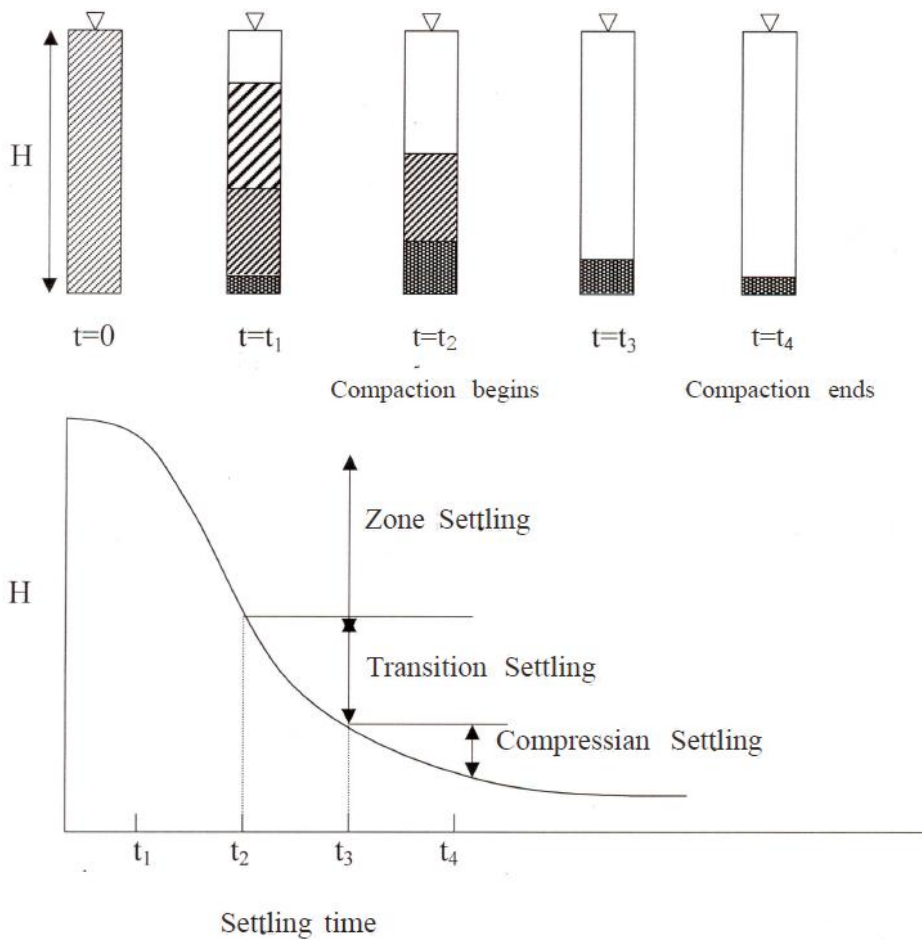 H
t=0
t=t₁
t=t₂
t=t₃
t=t₄
Compaction begins
Compaction ends
Zone Settling
H
Transition Settling
Compressian Settling
t₁
t₂
t₃
t₄
Settling time